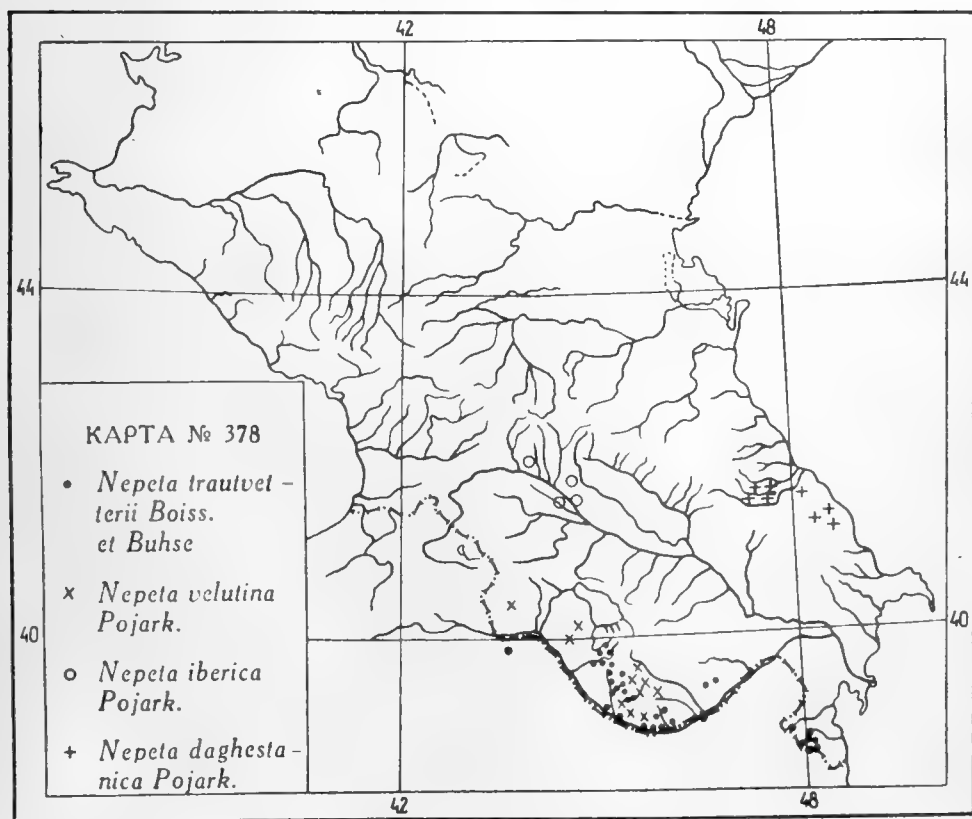 42 48
44 44
КАРТА № 378
• Nepeta trautvet-
terii Boiss.
et Buhse
× Nepeta velutina
Pojark.
40 40
○ Nepeta iberica
Pojark.
+ Nepeta daghesta-
nica Pojark.
42 48